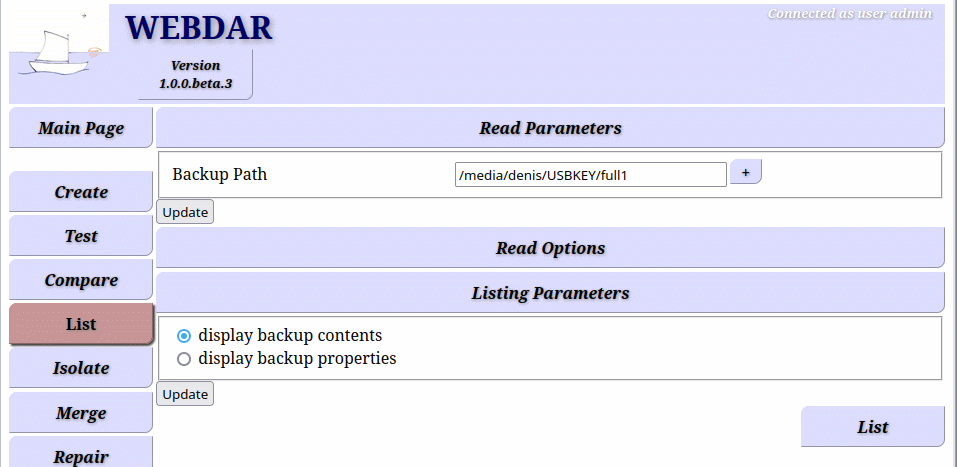 Connected as user admin
WEBDAR
Version
1.0.0.beta.3
Main Page
Create
Test
Compare
List
Isolate
Merge
Repair
Read Parameters
Backup Path /media/denis/USBKEY/full1 +
Update
Read Options
Listing Parameters
display backup contents
display backup properties
Update
List